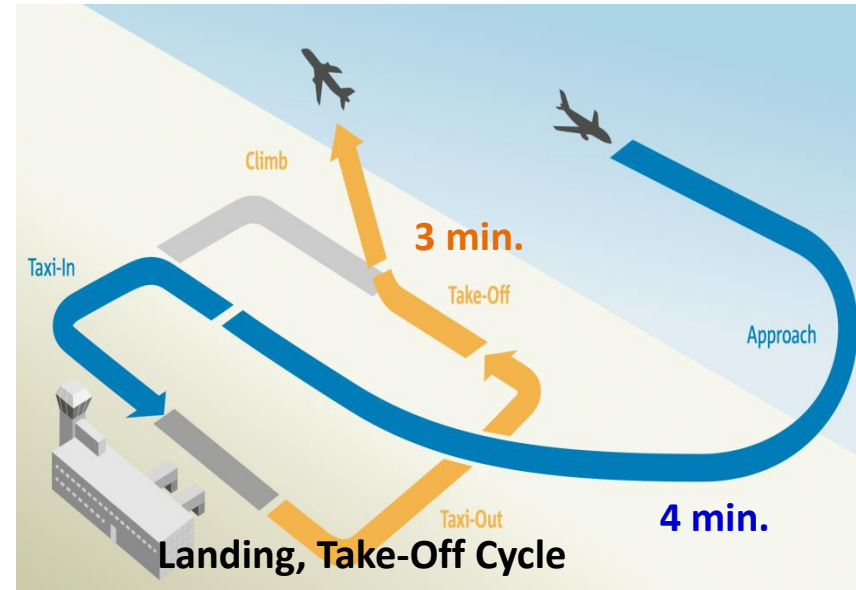 Climb
3 min.
Taxi-In
Take-Off
Approach
Taxi-Out
4 min.
Landing, Take-Off Cycle